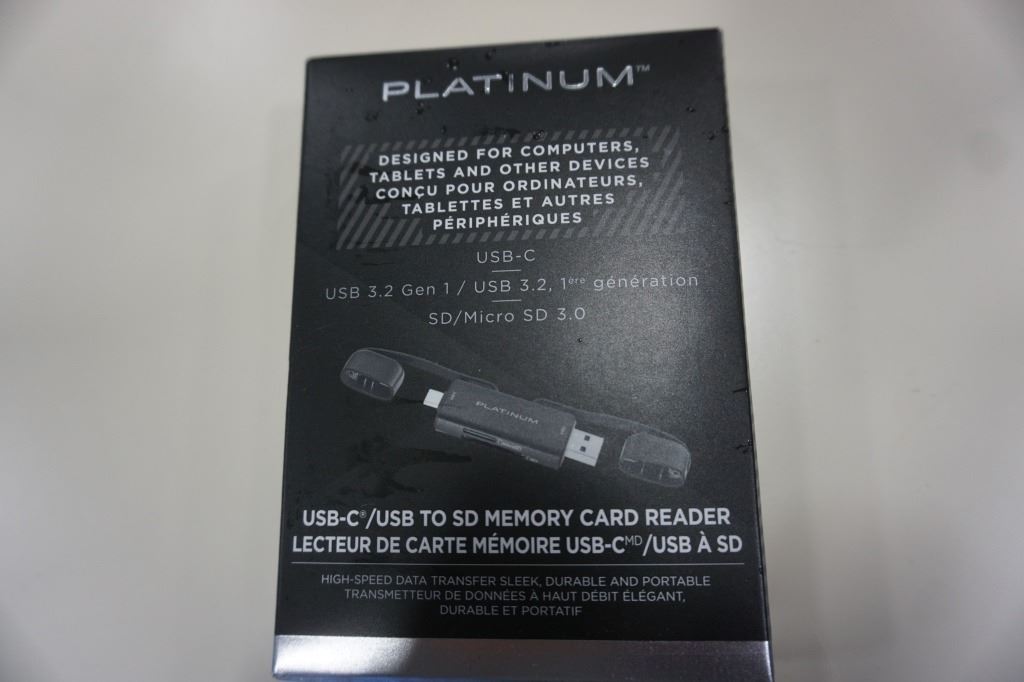 PLATINUM™
DESIGNED FOR COMPUTERS,
TABLETS AND OTHER DEVICES
CONÇU POUR ORDINATEURS,
TABLETTES ET AUTRES
PÉRIPHÉRIQUES
USB-C
USB 3.2 Gen 1 / USB 3.2, 1ère génération
SD/Micro SD 3.0
PLATINUM
USB-C®/USB TO SD MEMORY CARD READER
LECTEUR DE CARTE MÉMOIRE USB-CMD/USB À SD
HIGH-SPEED DATA TRANSFER SLEEK, DURABLE AND PORTABLE
TRANSMETTEUR DE DONNÉES À HAUT DÉBIT ÉLÉGANT,
DURABLE ET PORTATIF